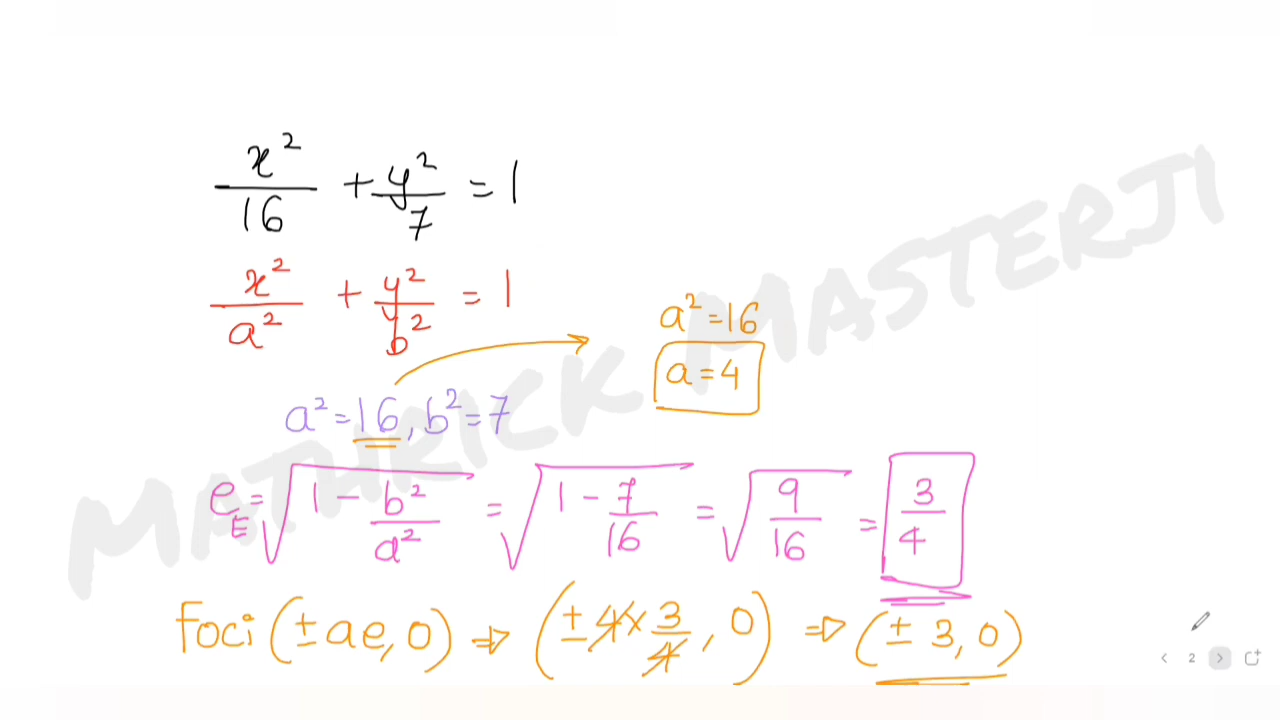 x²/16 + y²/7 = 1
x²/a² + y²/b² = 1
a² = 16
a = 4
a² = 16, b² = 7
e_E = √(1 - b²/a²) = √(1 - 7/16) = √(9/16) = 3/4
Foci (± ae, 0) ⇒ (± 4 × 3/4, 0) ⇒ (± 3, 0)
MATHRICK MASTERJI
< 2 >